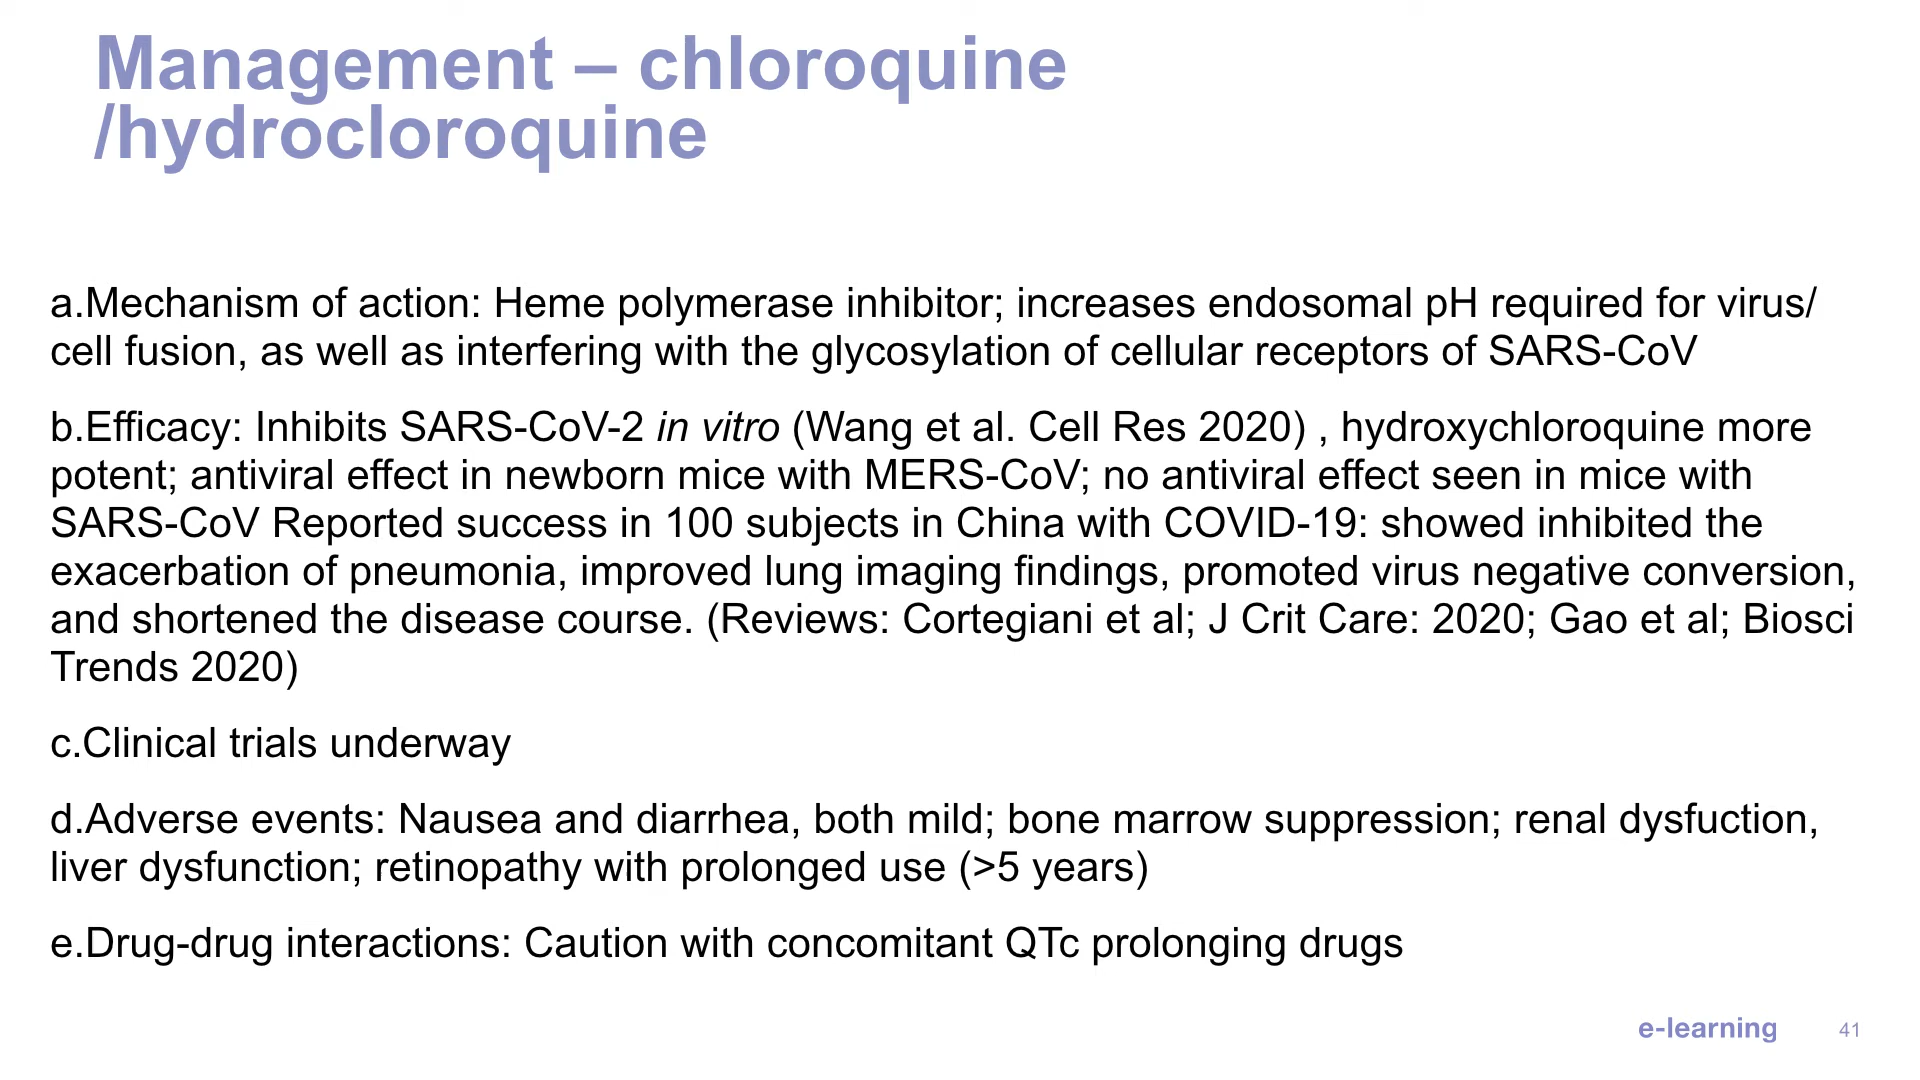 Management – chloroquine
/hydrocloroquine
a.Mechanism of action: Heme polymerase inhibitor; increases endosomal pH required for virus/
cell fusion, as well as interfering with the glycosylation of cellular receptors of SARS-CoV
b.Efficacy: Inhibits SARS-CoV-2 in vitro (Wang et al. Cell Res 2020) , hydroxychloroquine more
potent; antiviral effect in newborn mice with MERS-CoV; no antiviral effect seen in mice with
SARS-CoV Reported success in 100 subjects in China with COVID-19: showed inhibited the
exacerbation of pneumonia, improved lung imaging findings, promoted virus negative conversion,
and shortened the disease course. (Reviews: Cortegiani et al; J Crit Care: 2020; Gao et al; Biosci
Trends 2020)
c.Clinical trials underway
d.Adverse events: Nausea and diarrhea, both mild; bone marrow suppression; renal dysfuction,
liver dysfunction; retinopathy with prolonged use (>5 years)
e.Drug-drug interactions: Caution with concomitant QTc prolonging drugs
e-learning 41